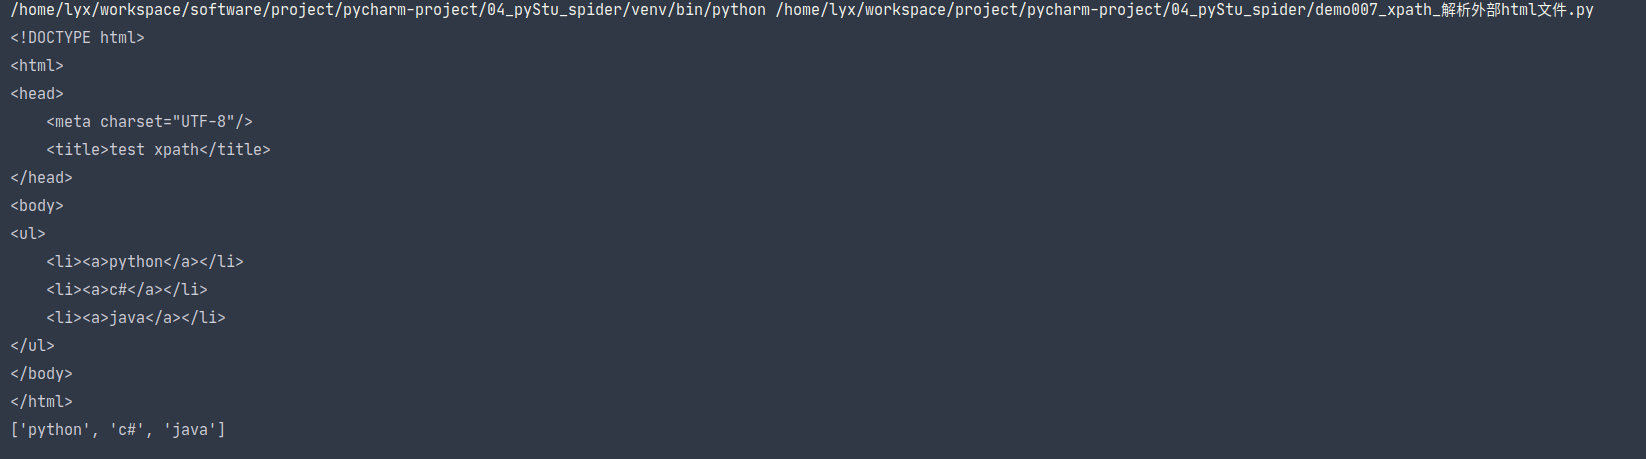 /home/lyx/workspace/software/project/pycharm-project/04_pyStu_spider/venv/bin/python /home/lyx/workspace/project/pycharm-project/04_pyStu_spider/demo007_xpath_解析外部html文件.py
<!DOCTYPE html>
<html>
<head>
    <meta charset="UTF-8"/>
    <title>test xpath</title>
</head>
<body>
<ul>
    <li><a>python</a></li>
    <li><a>c#</a></li>
    <li><a>java</a></li>
</ul>
</body>
</html>
['python', 'c#', 'java']